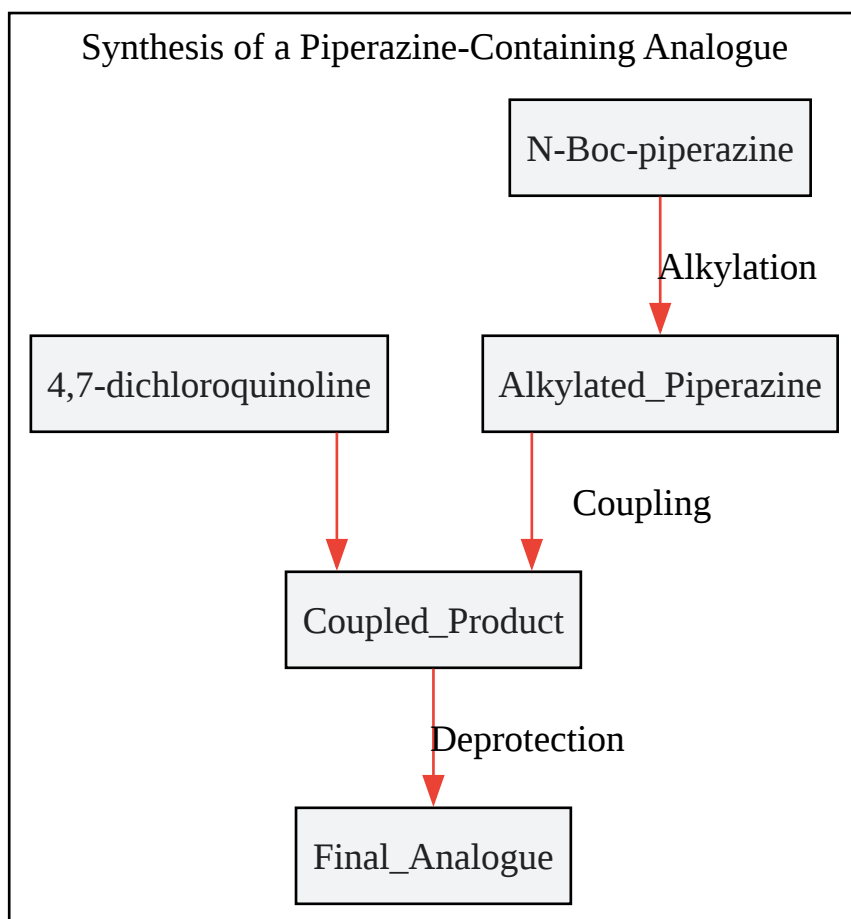 Synthesis of a Piperazine-Containing Analogue
N-Boc-piperazine
Alkylation
4,7-dichloroquinoline
Alkylated_Piperazine
Coupling
Coupled_Product
Deprotection
Final_Analogue